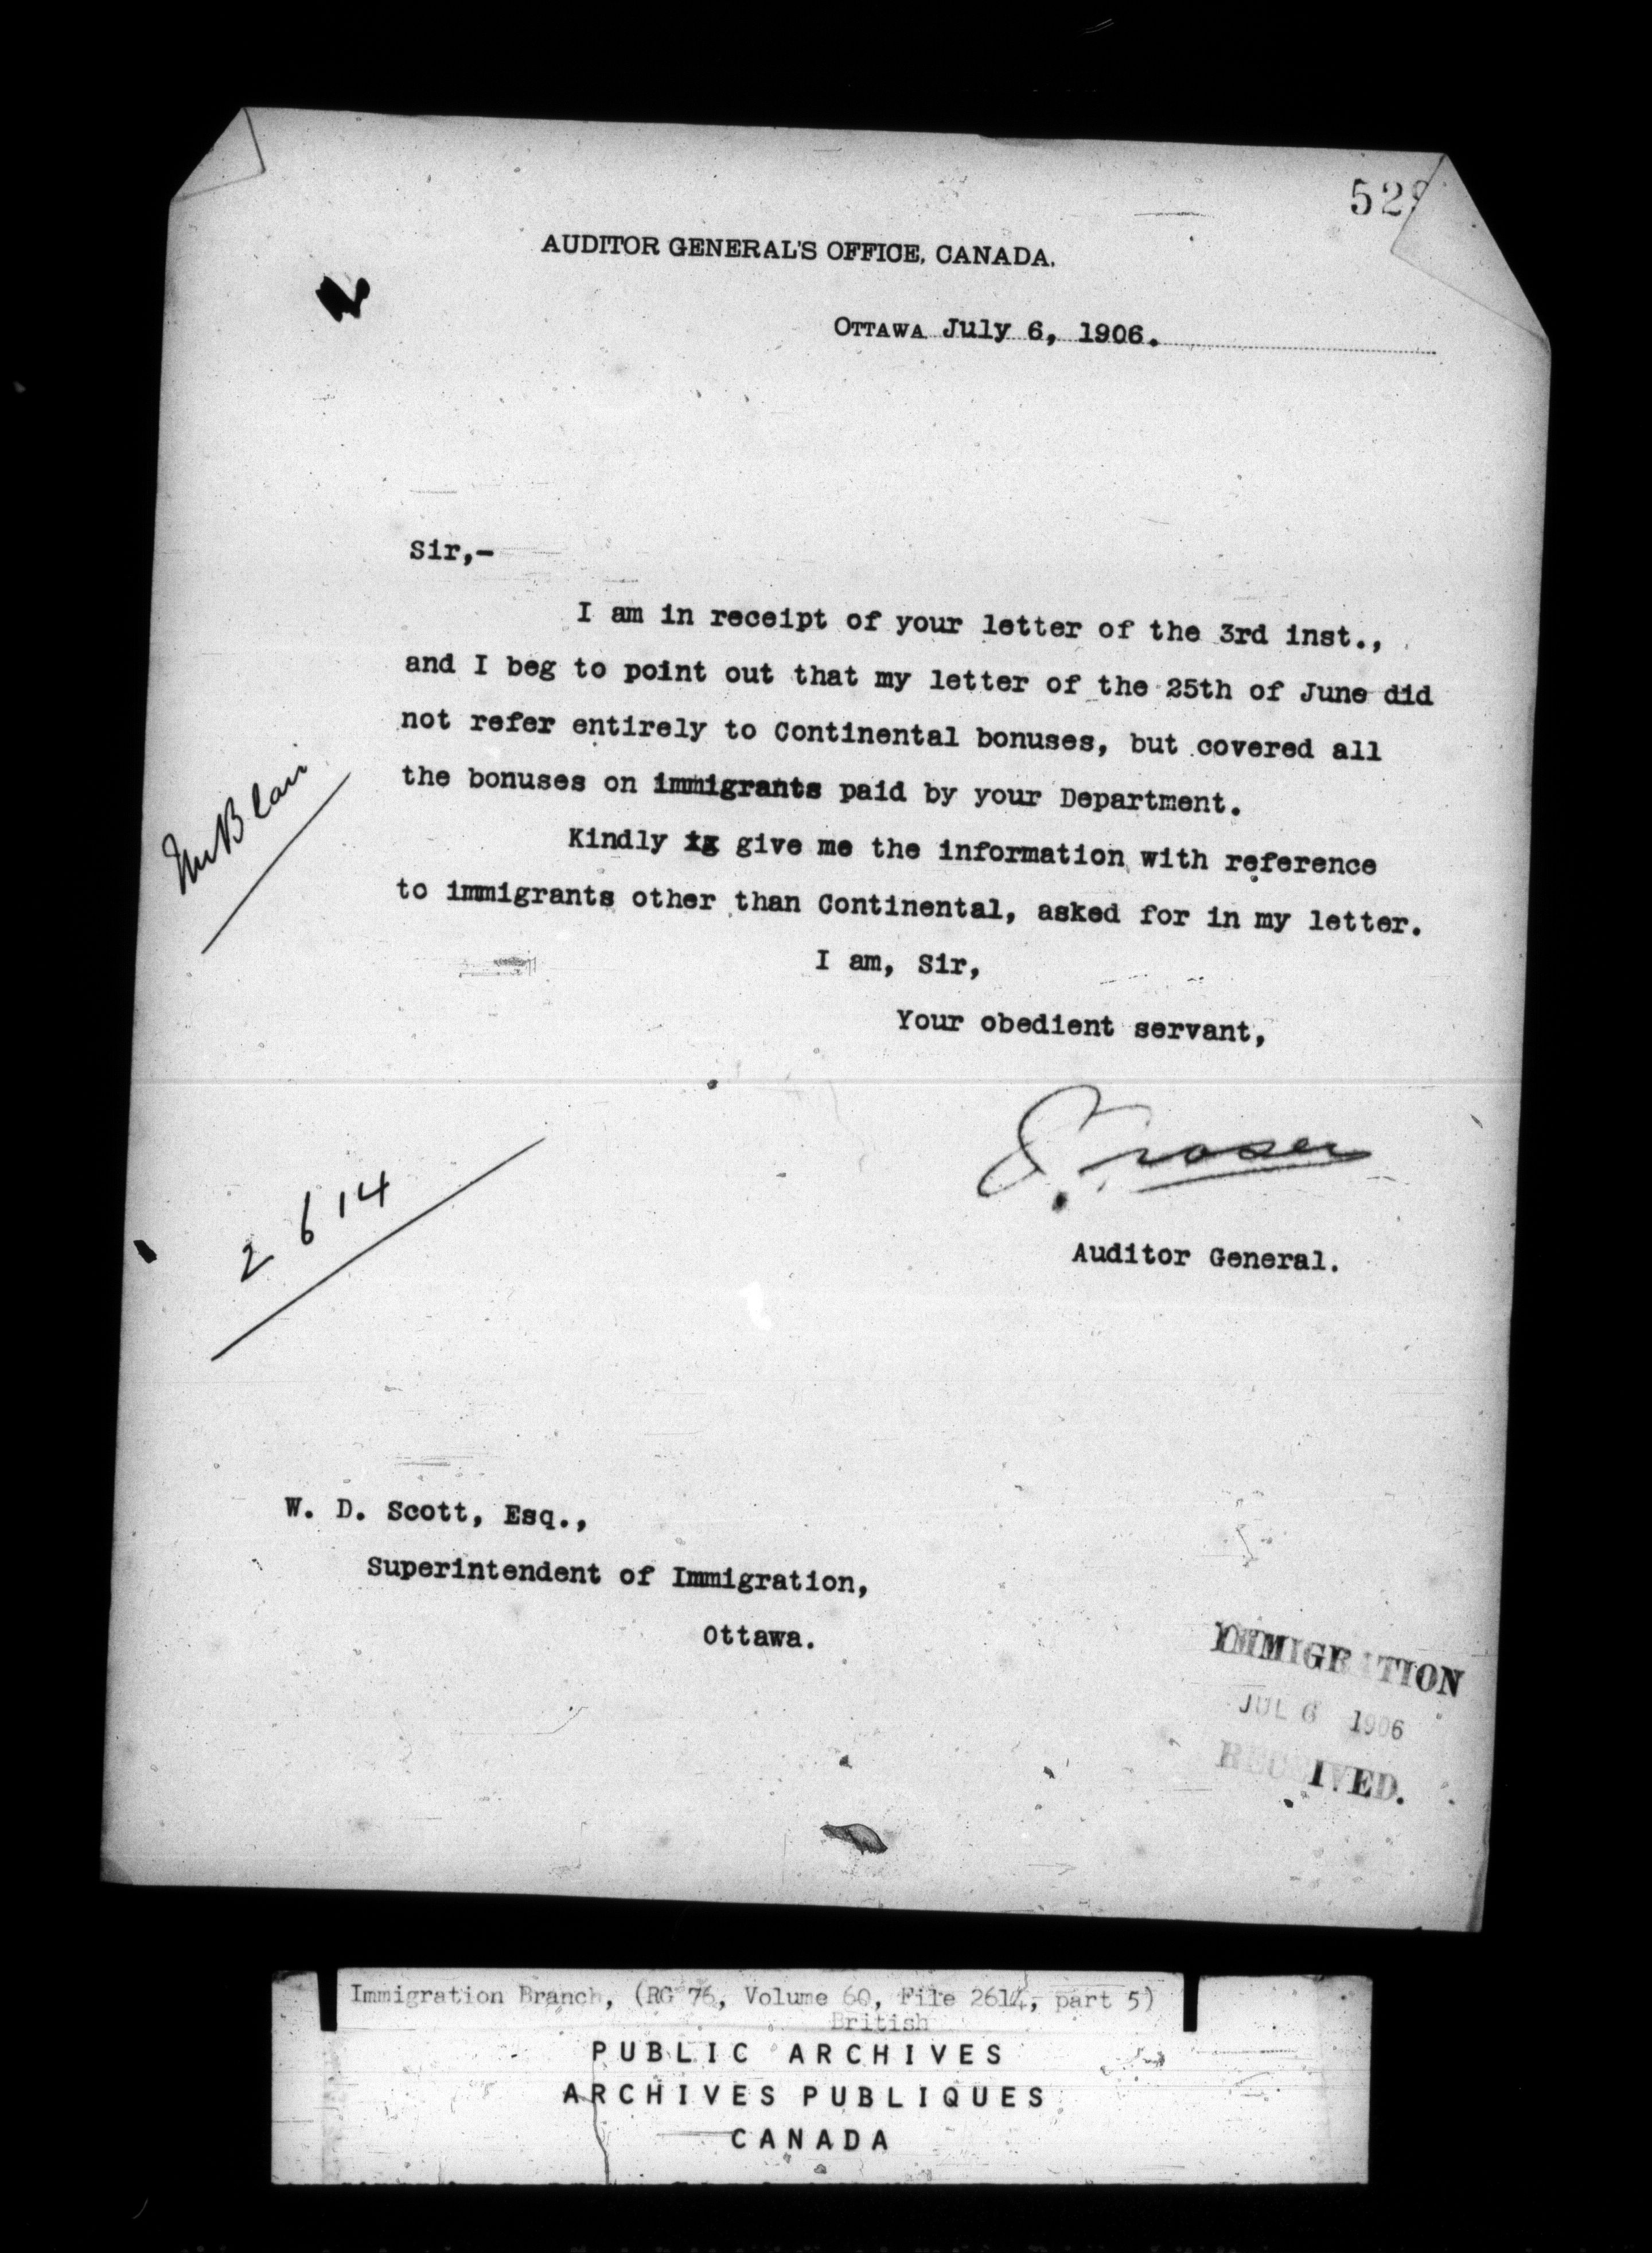 52
AUDITOR GENERAL'S OFFICE, CANADA.
OTTAWA July 6, 1906.
Sir,-
I am in receipt of your letter of the 3rd inst.,
and I beg to point out that my letter of the 25th of June did
not refer entirely to Continental bonuses, but covered all
the bonuses on immigrants paid by your Department.
Mr Blair
Kindly give me the information with reference
to immigrants other than Continental, asked for in my letter.
I am, Sir,
Your obedient servant,
Fraser
2614
Auditor General.
W. D. Scott, Esq.,
Superintendent of Immigration,
Ottawa.
IMMIGRATION
JUL 6 1906
RECEIVED.
Immigration Branch, (RG 76, Volume 60, File 2614, part 5)
British
PUBLIC ARCHIVES
ARCHIVES PUBLIQUES
CANADA